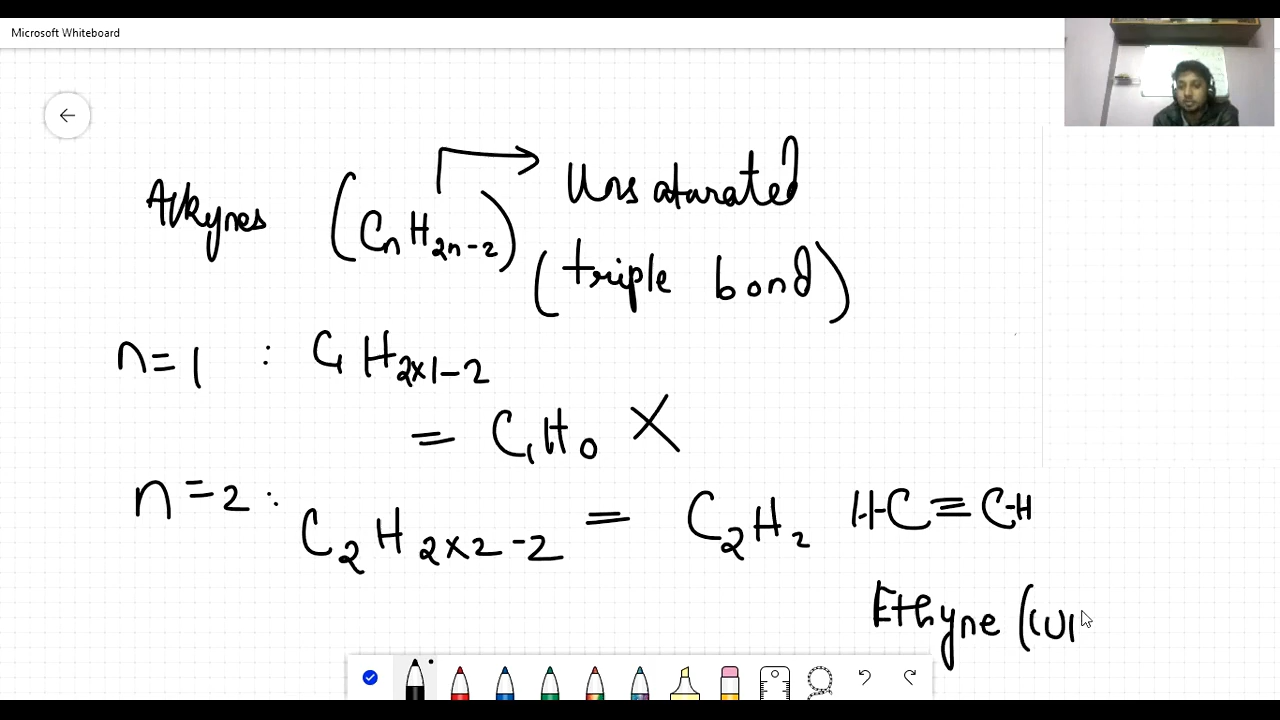 Microsoft Whiteboard
Alkynes (CnH2n-2) → Unsaturated
(triple bond)
n=1 : C1H2x1-2
= C1H0 X
n=2 : C2H2x2-2 = C2H2 H-C≡C-H
Ethyne